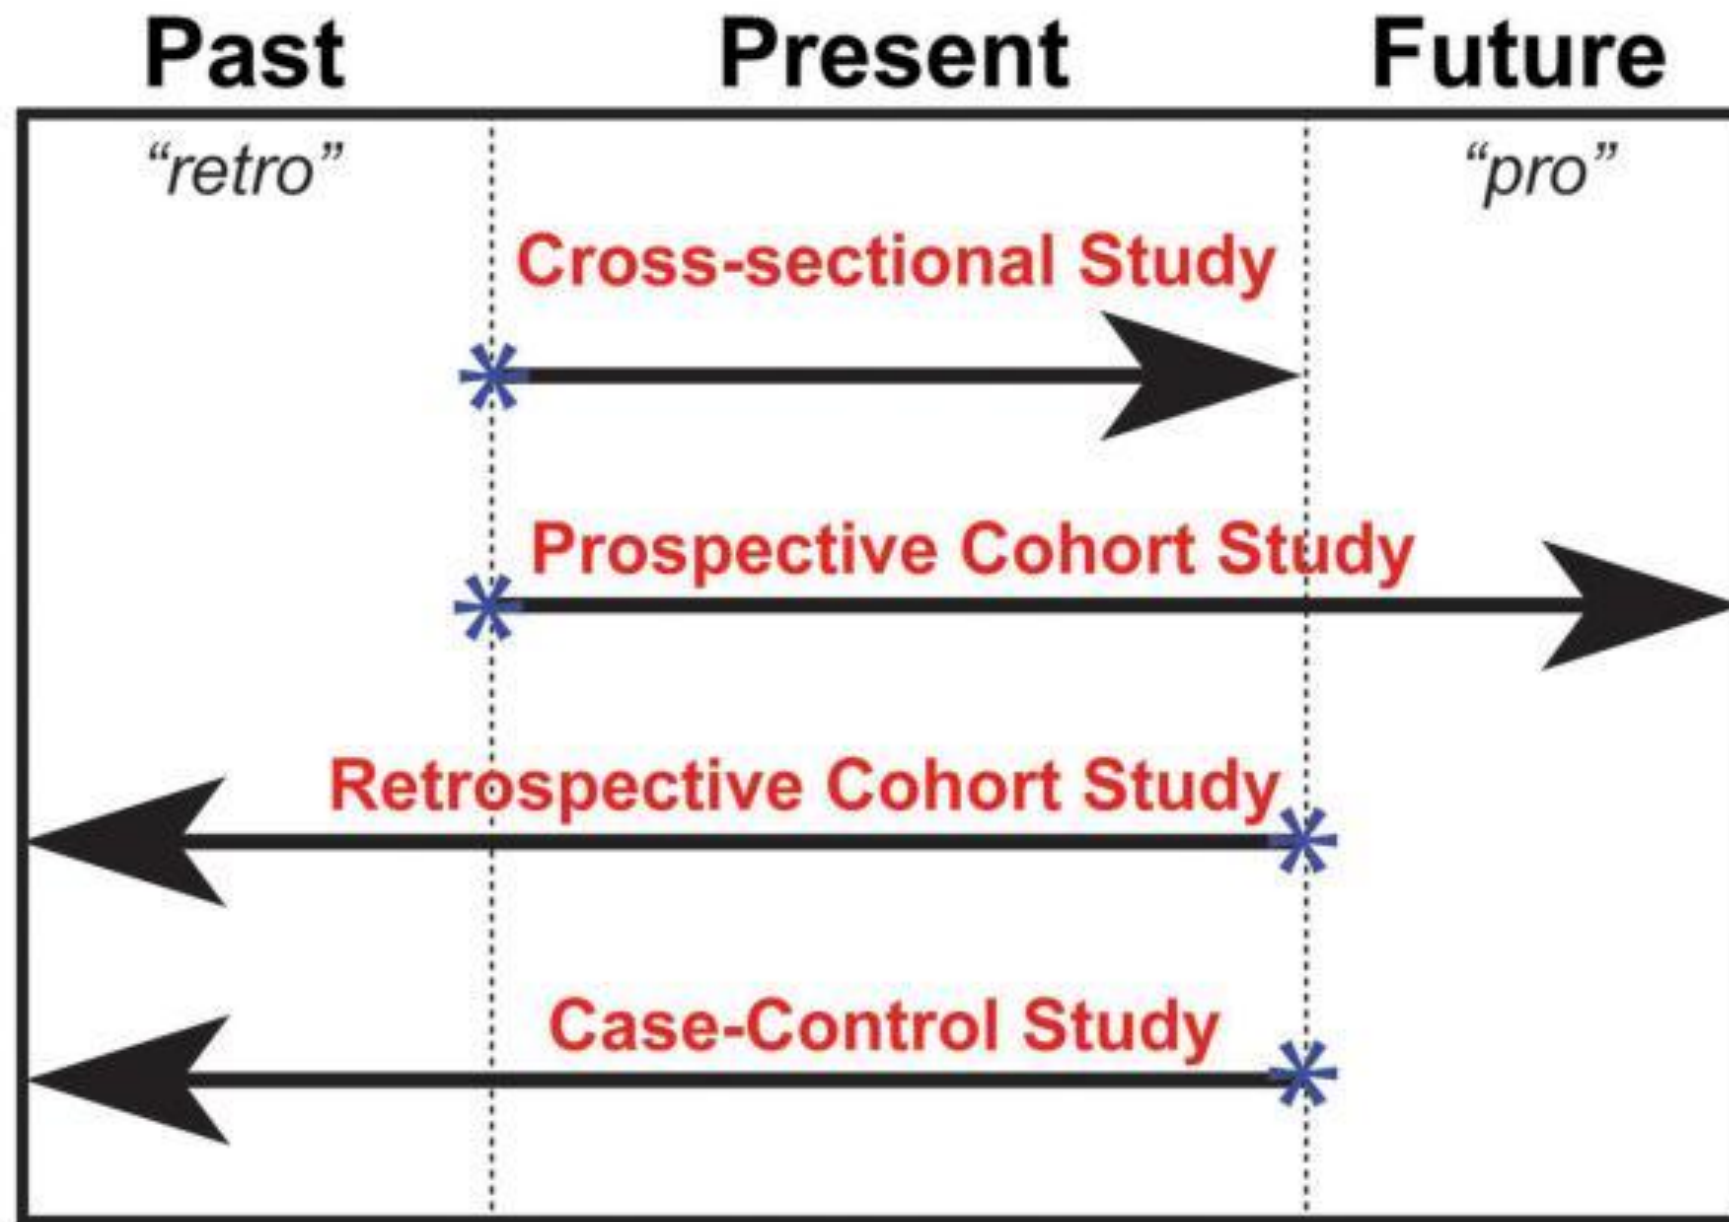 Past Present Future
“retro” “pro”
Cross-sectional Study
Prospective Cohort Study
Retrospective Cohort Study
Case-Control Study